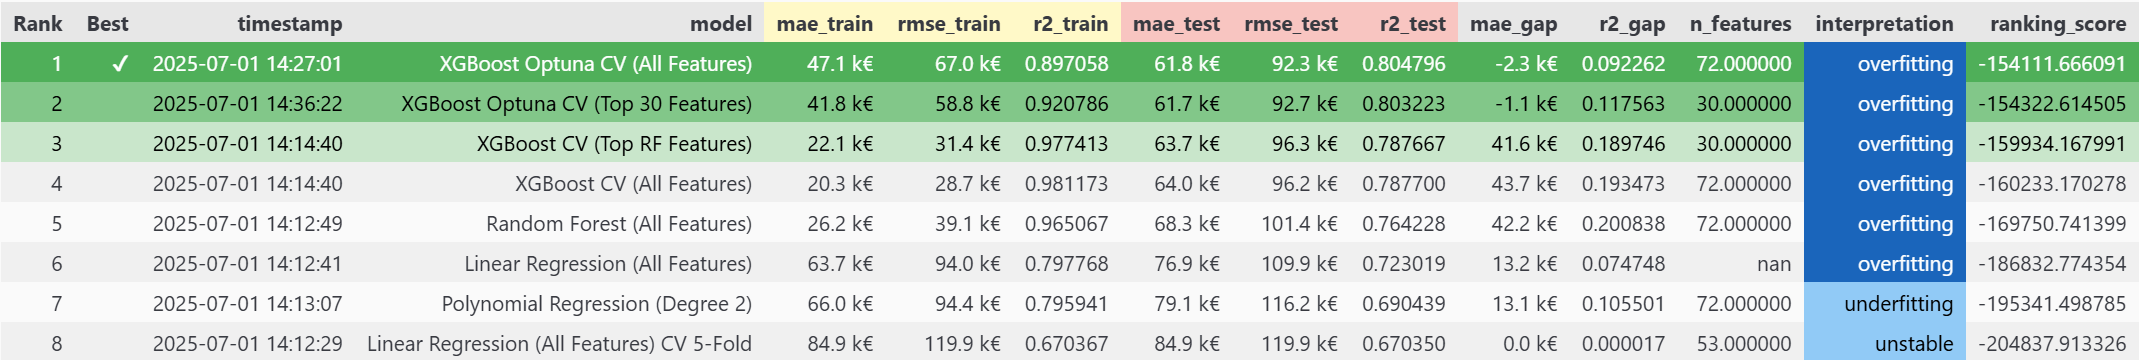 Rank Best timestamp model mae_train rmse_train r2_train mae_test rmse_test r2_test mae_gap r2_gap n_features interpretation ranking_score
1 ✓ 2025-07-01 14:27:01 XGBoost Optuna CV (All Features) 47.1 k€ 67.0 k€ 0.897058 61.8 k€ 92.3 k€ 0.804796 -2.3 k€ 0.092262 72.000000 overfitting -154111.666091
2 2025-07-01 14:36:22 XGBoost Optuna CV (Top 30 Features) 41.8 k€ 58.8 k€ 0.920786 61.7 k€ 92.7 k€ 0.803223 -1.1 k€ 0.117563 30.000000 overfitting -154322.614505
3 2025-07-01 14:14:40 XGBoost CV (Top RF Features) 22.1 k€ 31.4 k€ 0.977413 63.7 k€ 96.3 k€ 0.787667 41.6 k€ 0.189746 30.000000 overfitting -159934.167991
4 2025-07-01 14:14:40 XGBoost CV (All Features) 20.3 k€ 28.7 k€ 0.981173 64.0 k€ 96.2 k€ 0.787700 43.7 k€ 0.193473 72.000000 overfitting -160233.170278
5 2025-07-01 14:12:49 Random Forest (All Features) 26.2 k€ 39.1 k€ 0.965067 68.3 k€ 101.4 k€ 0.764228 42.2 k€ 0.200838 72.000000 overfitting -169750.741399
6 2025-07-01 14:12:41 Linear Regression (All Features) 63.7 k€ 94.0 k€ 0.797768 76.9 k€ 109.9 k€ 0.723019 13.2 k€ 0.074748 nan overfitting -186832.774354
7 2025-07-01 14:13:07 Polynomial Regression (Degree 2) 66.0 k€ 94.4 k€ 0.795941 79.1 k€ 116.2 k€ 0.690439 13.1 k€ 0.105501 72.000000 underfitting -195341.498785
8 2025-07-01 14:12:29 Linear Regression (All Features) CV 5-Fold 84.9 k€ 119.9 k€ 0.670367 84.9 k€ 119.9 k€ 0.670350 0.0 k€ 0.000017 53.000000 unstable -204837.913326